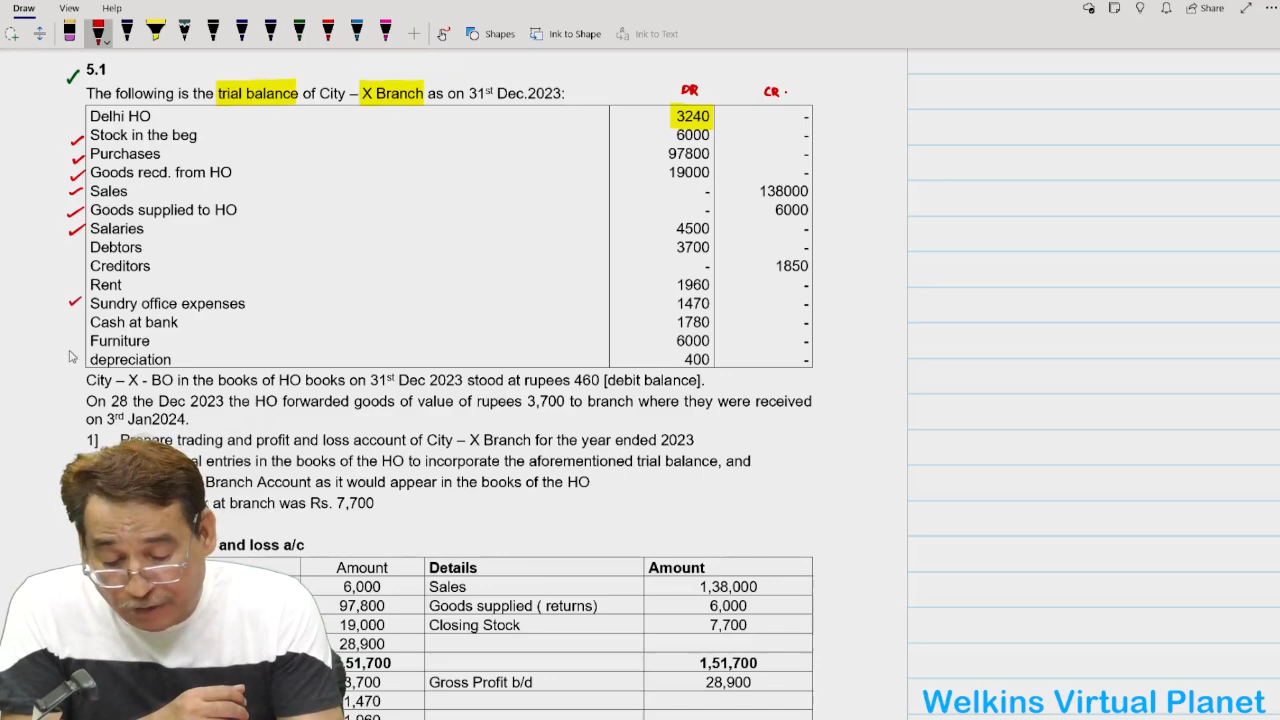 Draw View Help
Share
Shapes Ink to Shape Ink to Text
5.1
The following is the trial balance of City – X Branch as on 31st Dec.2023:
DR CR.
Delhi HO 3240 -
Stock in the beg 6000 -
Purchases 97800 -
Goods recd. from HO 19000 -
Sales - 138000
Goods supplied to HO - 6000
Salaries 4500 -
Debtors 3700 -
Creditors - 1850
Rent 1960 -
Sundry office expenses 1470 -
Cash at bank 1780 -
Furniture 6000 -
depreciation 400 -
City – X - BO in the books of HO books on 31st Dec 2023 stood at rupees 460 [debit balance].
On 28 the Dec 2023 the HO forwarded goods of value of rupees 3,700 to branch where they were received
on 3rd Jan2024.
1] Prepare trading and profit and loss account of City – X Branch for the year ended 2023
entries in the books of the HO to incorporate the aforementioned trial balance, and
Branch Account as it would appear in the books of the HO
at branch was Rs. 7,700
and loss a/c
Amount Details Amount
6,000 Sales 1,38,000
97,800 Goods supplied ( returns) 6,000
19,000 Closing Stock 7,700
28,900
51,700 1,51,700
3,700 Gross Profit b/d 28,900
1,470
Welkins Virtual Planet